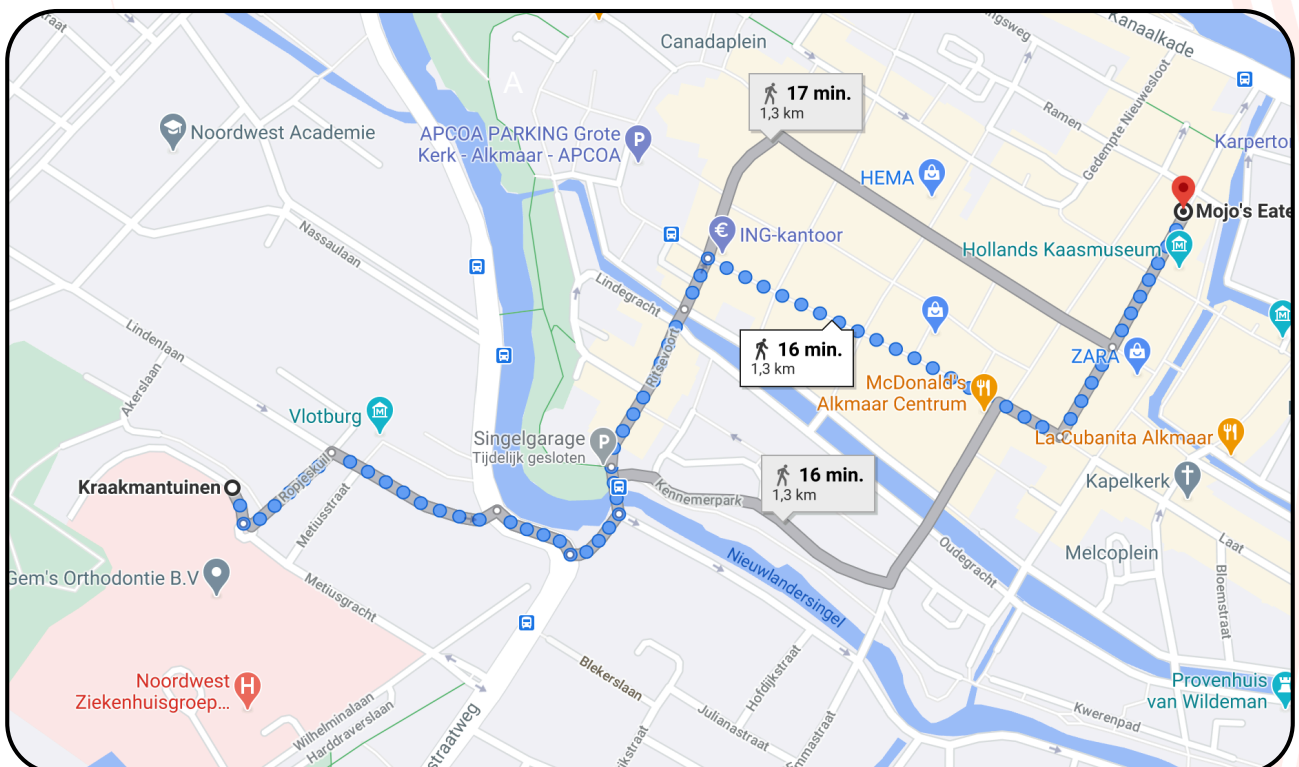 Canadaplein
Kanaalkade
17 min.
1,3 km
Noordwest Academie
A
APCOA PARKING Grote
Kerk - Alkmaar - APCOA
P
Ramen
Gedempte Nieuwesloot
HEMA
Mojo's Eate
€
ING-kantoor
Hollands Kaasmuseum
M
Nassaulaan
Lindegracht
Lindenlaan
Ritsevoort
16 min.
1,3 km
ZARA
McDonald's
Alkmaar Centrum
Akerslaan
Vlotburg
M
La Cubanita Alkmaar
Singelgarage
Tijdelijk gesloten
P
Kraakmantuinen
Ropjeskuil
Metiusstraat
16 min.
1,3 km
Kennemerpark
Kapelkerk
Oudegracht
Melcoplein
Laat
Gem's Orthodontie B.V
Metiusgracht
Nieuwlandersingel
Bloemstraat
Noordwest
Ziekenhuisgroep...
H
Blekerslaan
Hofdijkstraat
Provenhuis
van Wildeman
Wilhelminalaan
Harddraverslaan
Julianastraat
Kwerenpad